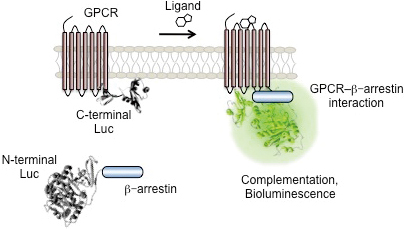 GPCR
Ligand
C-terminal
Luc
GPCR–β–arrestin
interaction
N-terminal
Luc
β–arrestin
Complementation,
Bioluminescence